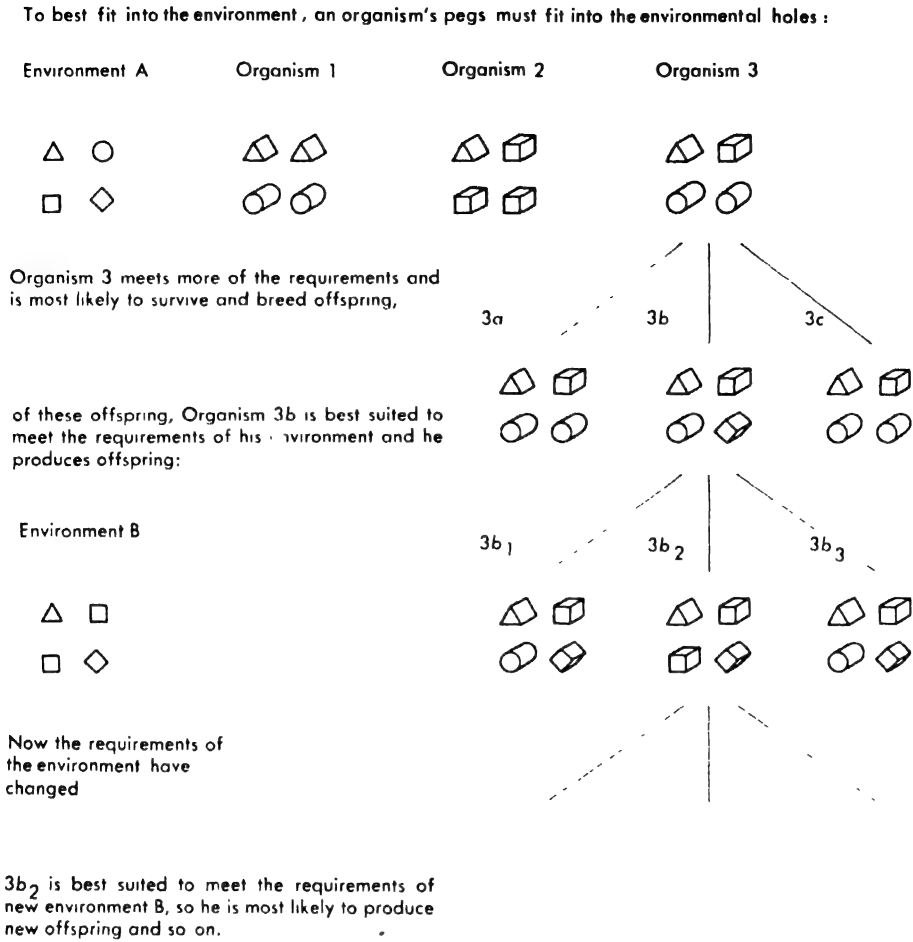 To best fit into the environment, an organism's pegs must fit into the environmental holes:
Environment A Organism 1 Organism 2 Organism 3
Organism 3 meets more of the requirements and
is most likely to survive and breed offspring,
3a 3b 3c
of these offspring, Organism 3b is best suited to
meet the requirements of his vironment and he
produces offspring:
Environment B
3b1 3b2 3b3
Now the requirements of
the environment have
changed
3b2 is best suited to meet the requirements of
new environment B, so he is most likely to produce
new offspring and so on.